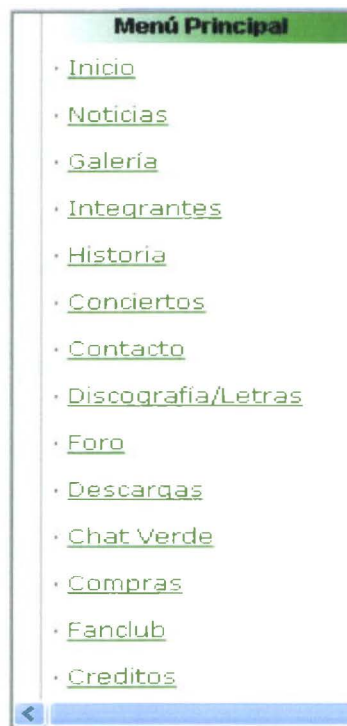 Menú Principal
· Inicio
· Noticias
· Galería
· Integrantes
· Historia
· Conciertos
· Contacto
· Discografía/Letras
· Foro
· Descargas
· Chat Verde
· Compras
· Fanclub
· Creditos